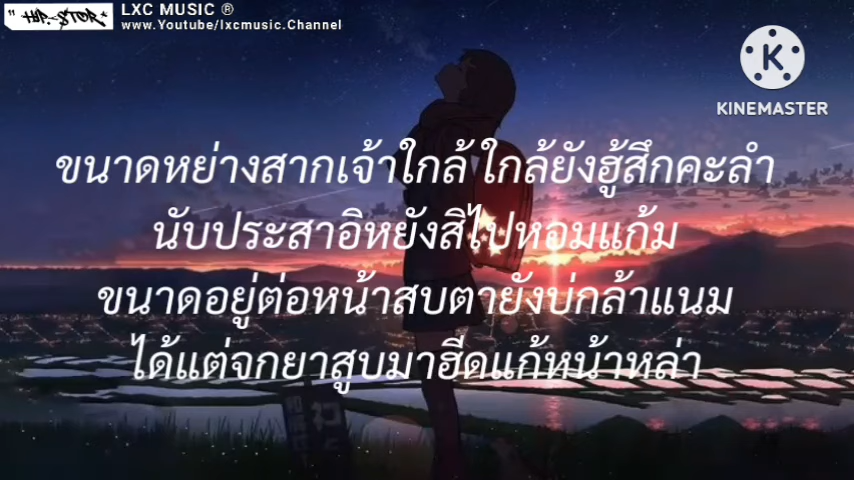 " HIP-STOR"
LXC MUSIC ®
www.Youtube/lxcmusic.Channel
KINEMASTER
ขนาดหย่างสากเจ้าใกล้ ใกล้ยังฮู้สึกคะลำ
นับประสาอิหยังสิไปหอมแก้ม
ขนาดอยู่ต่อหน้าสบตายังบ่กล้าแนม
ได้แต่จกยาสูบมาฮีดแก้หน้าหล่า